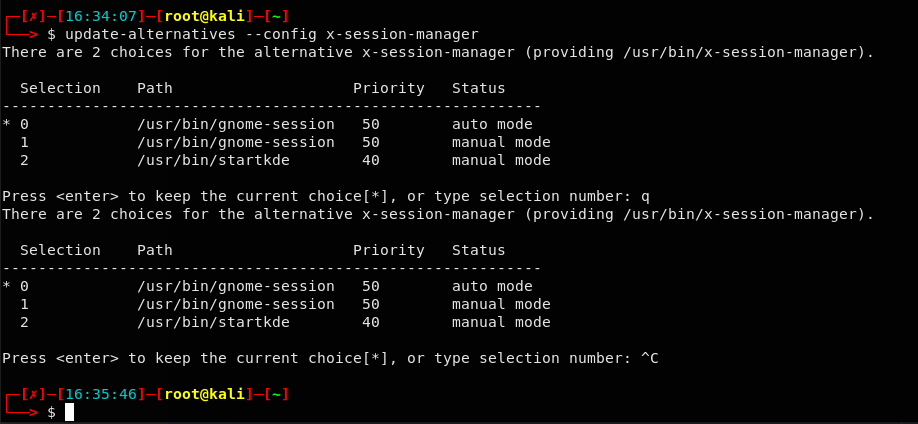 ┌─[✗]─[16:34:07]─[root@kali]─[~]
└──> $ update-alternatives --config x-session-manager
There are 2 choices for the alternative x-session-manager (providing /usr/bin/x-session-manager).
  Selection    Path                    Priority   Status
------------------------------------------------------------
* 0            /usr/bin/gnome-session   50        auto mode
  1            /usr/bin/gnome-session   50        manual mode
  2            /usr/bin/startkde        40        manual mode
Press <enter> to keep the current choice[*], or type selection number: q
There are 2 choices for the alternative x-session-manager (providing /usr/bin/x-session-manager).
  Selection    Path                    Priority   Status
------------------------------------------------------------
* 0            /usr/bin/gnome-session   50        auto mode
  1            /usr/bin/gnome-session   50        manual mode
  2            /usr/bin/startkde        40        manual mode
Press <enter> to keep the current choice[*], or type selection number: ^C
┌─[✗]─[16:35:46]─[root@kali]─[~]
└──> $